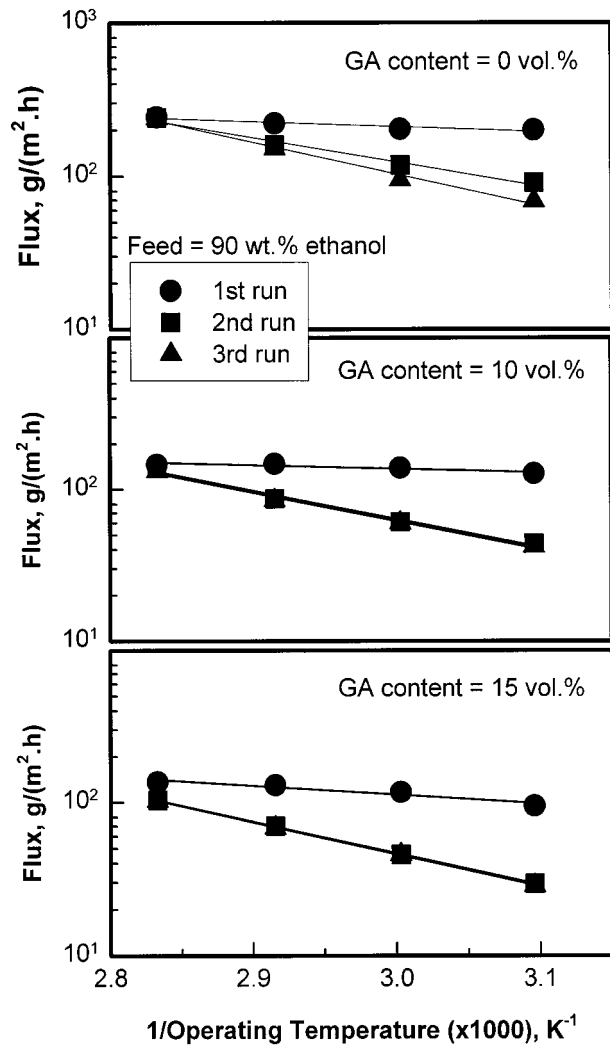 10³
GA content = 0 vol.%
Flux, g/(m².h)
10²
Feed = 90 wt.% ethanol
1st run
2nd run
3rd run
10¹
GA content = 10 vol.%
Flux, g/(m².h)
10²
10¹
GA content = 15 vol.%
Flux, g/(m².h)
10²
10¹
2.8 2.9 3.0 3.1
1/Operating Temperature (x1000), K⁻¹